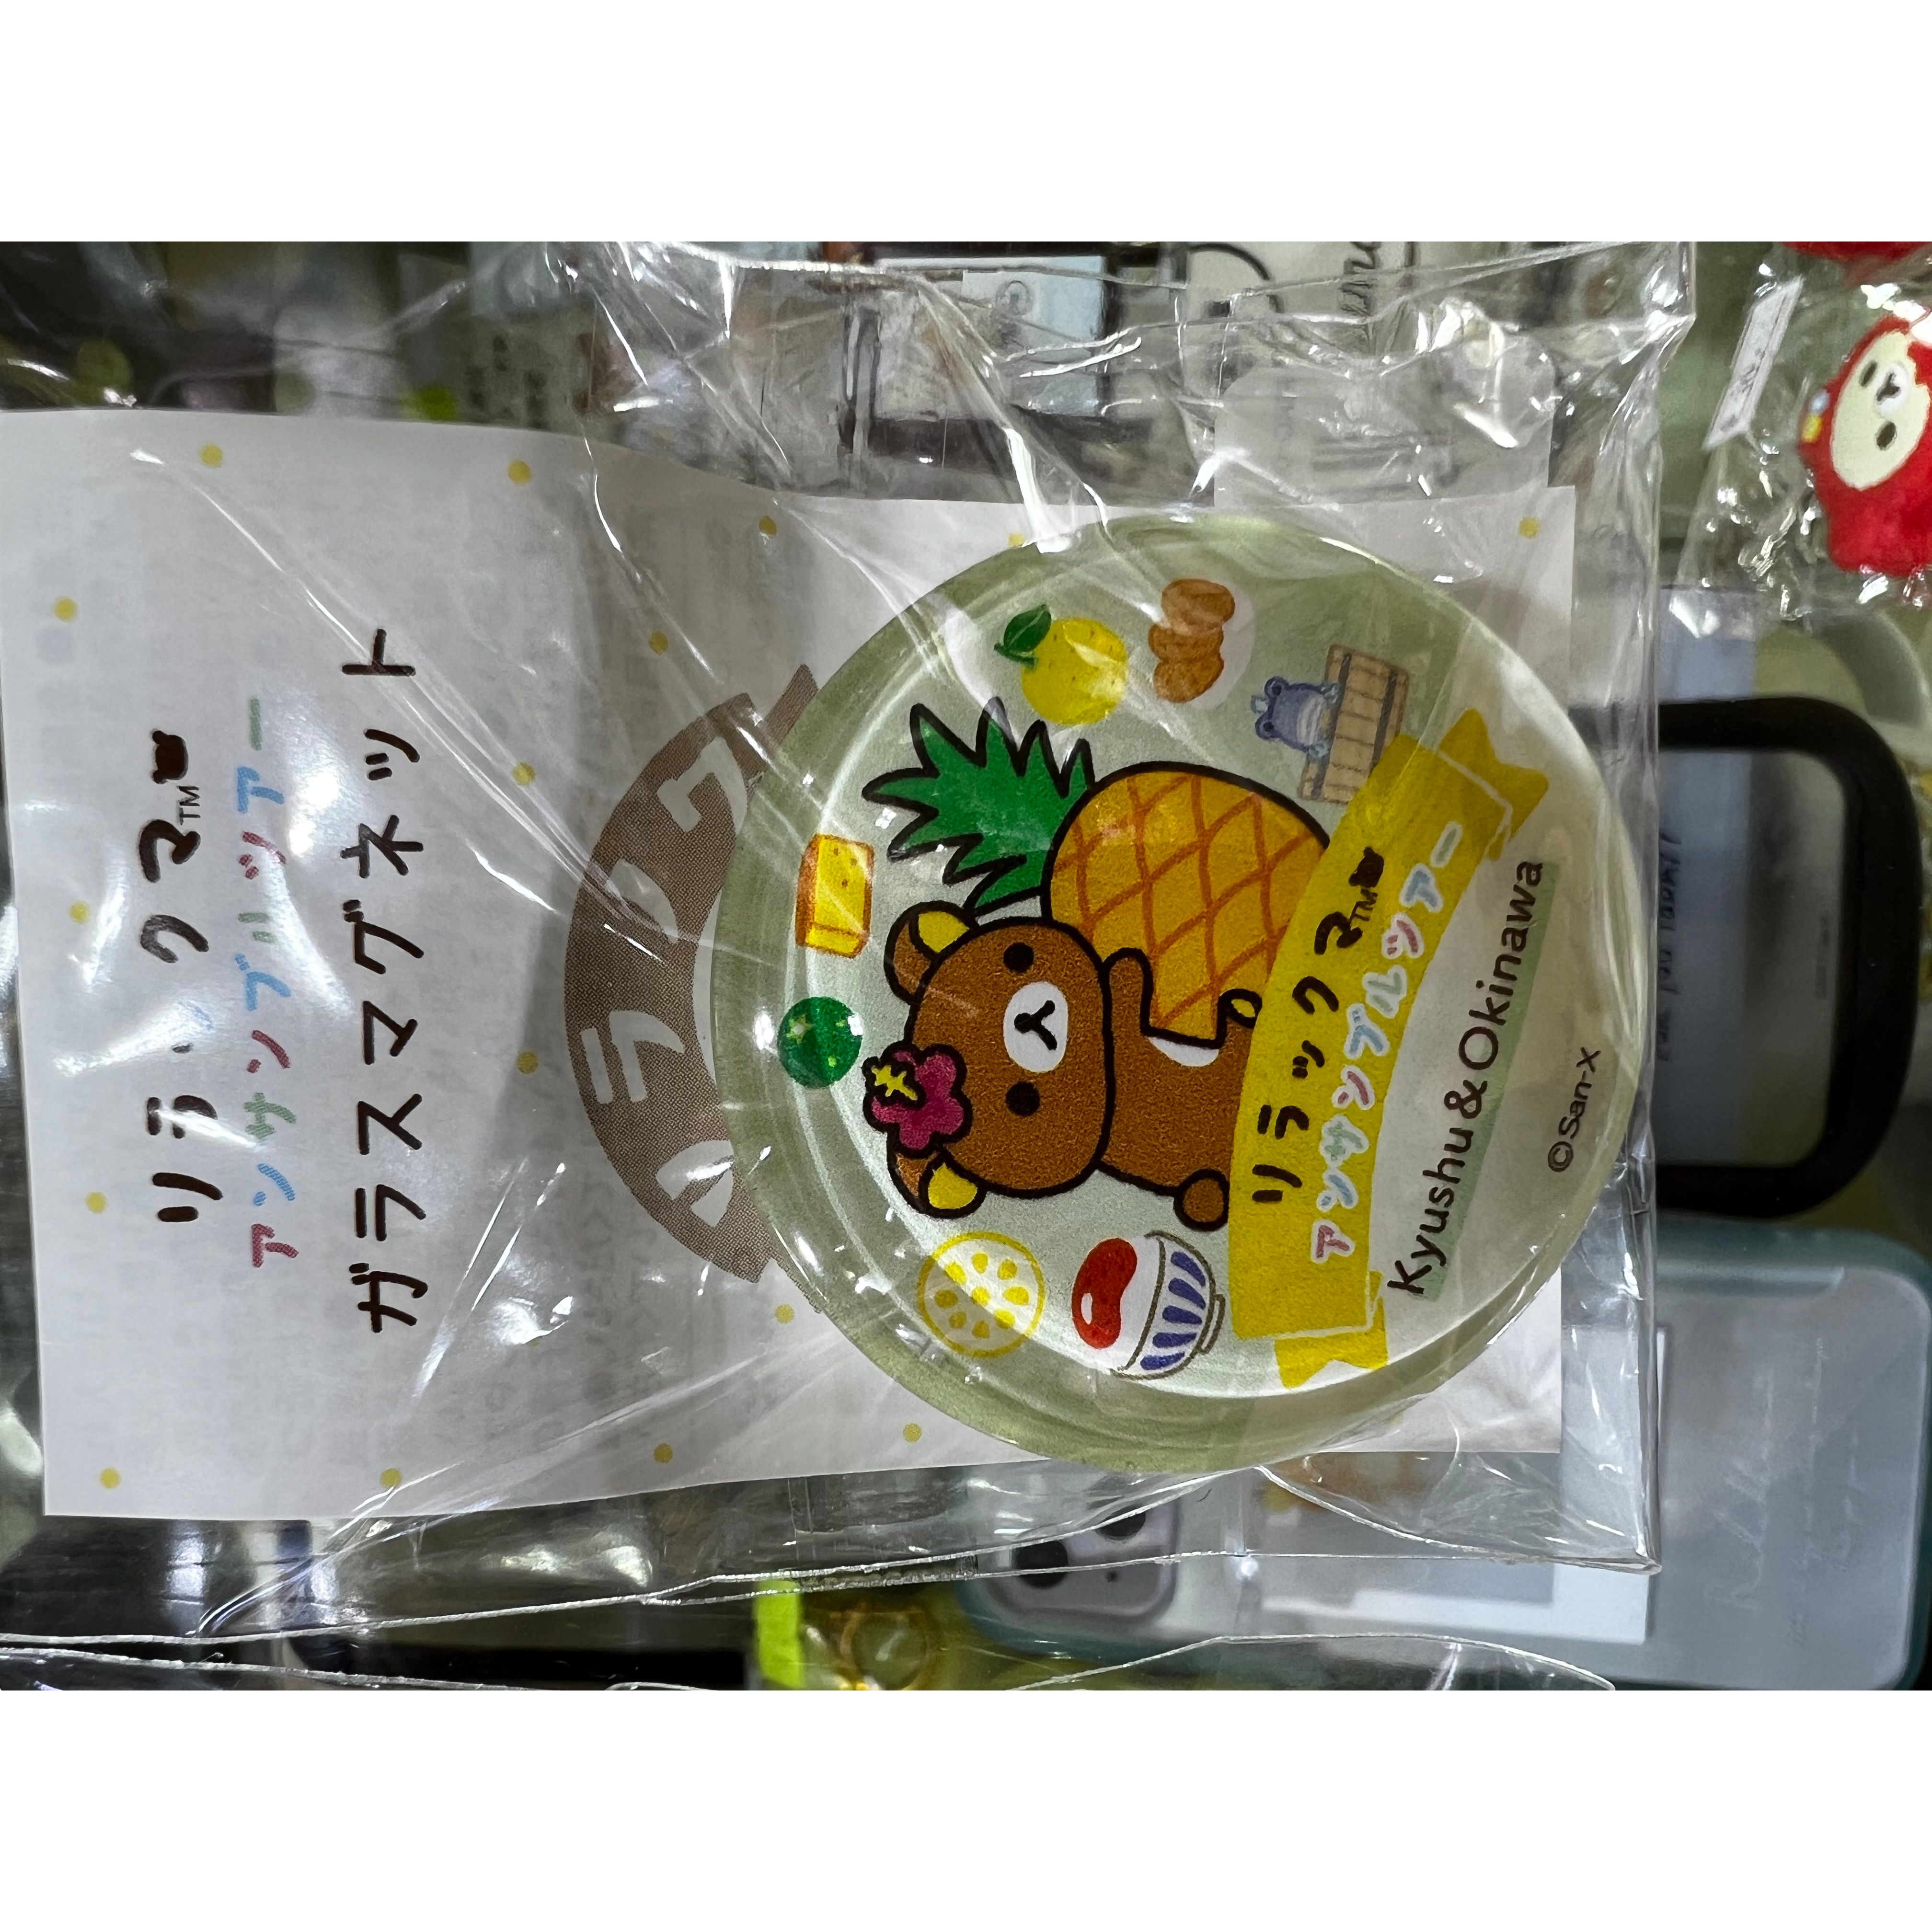 リラックマ™
アンサンブルツアー
ガラスマグネット
リラックマ™
アンサンブルツアー
Kyushu&Okinawa
©San-x